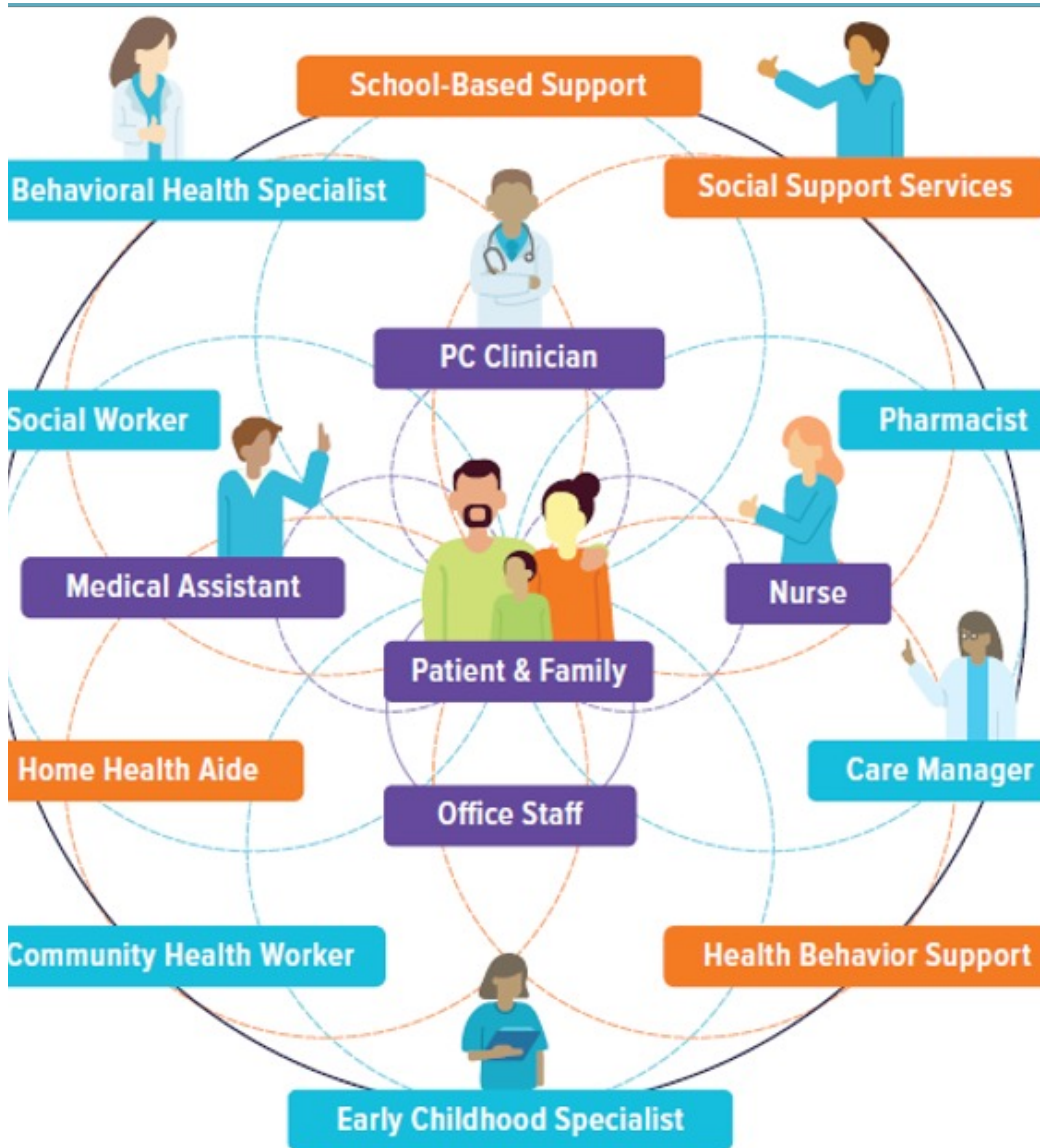 School-Based Support
Behavioral Health Specialist
Social Support Services
PC Clinician
Social Worker
Pharmacist
Medical Assistant
Nurse
Patient & Family
Home Health Aide
Care Manager
Office Staff
Community Health Worker
Health Behavior Support
Early Childhood Specialist